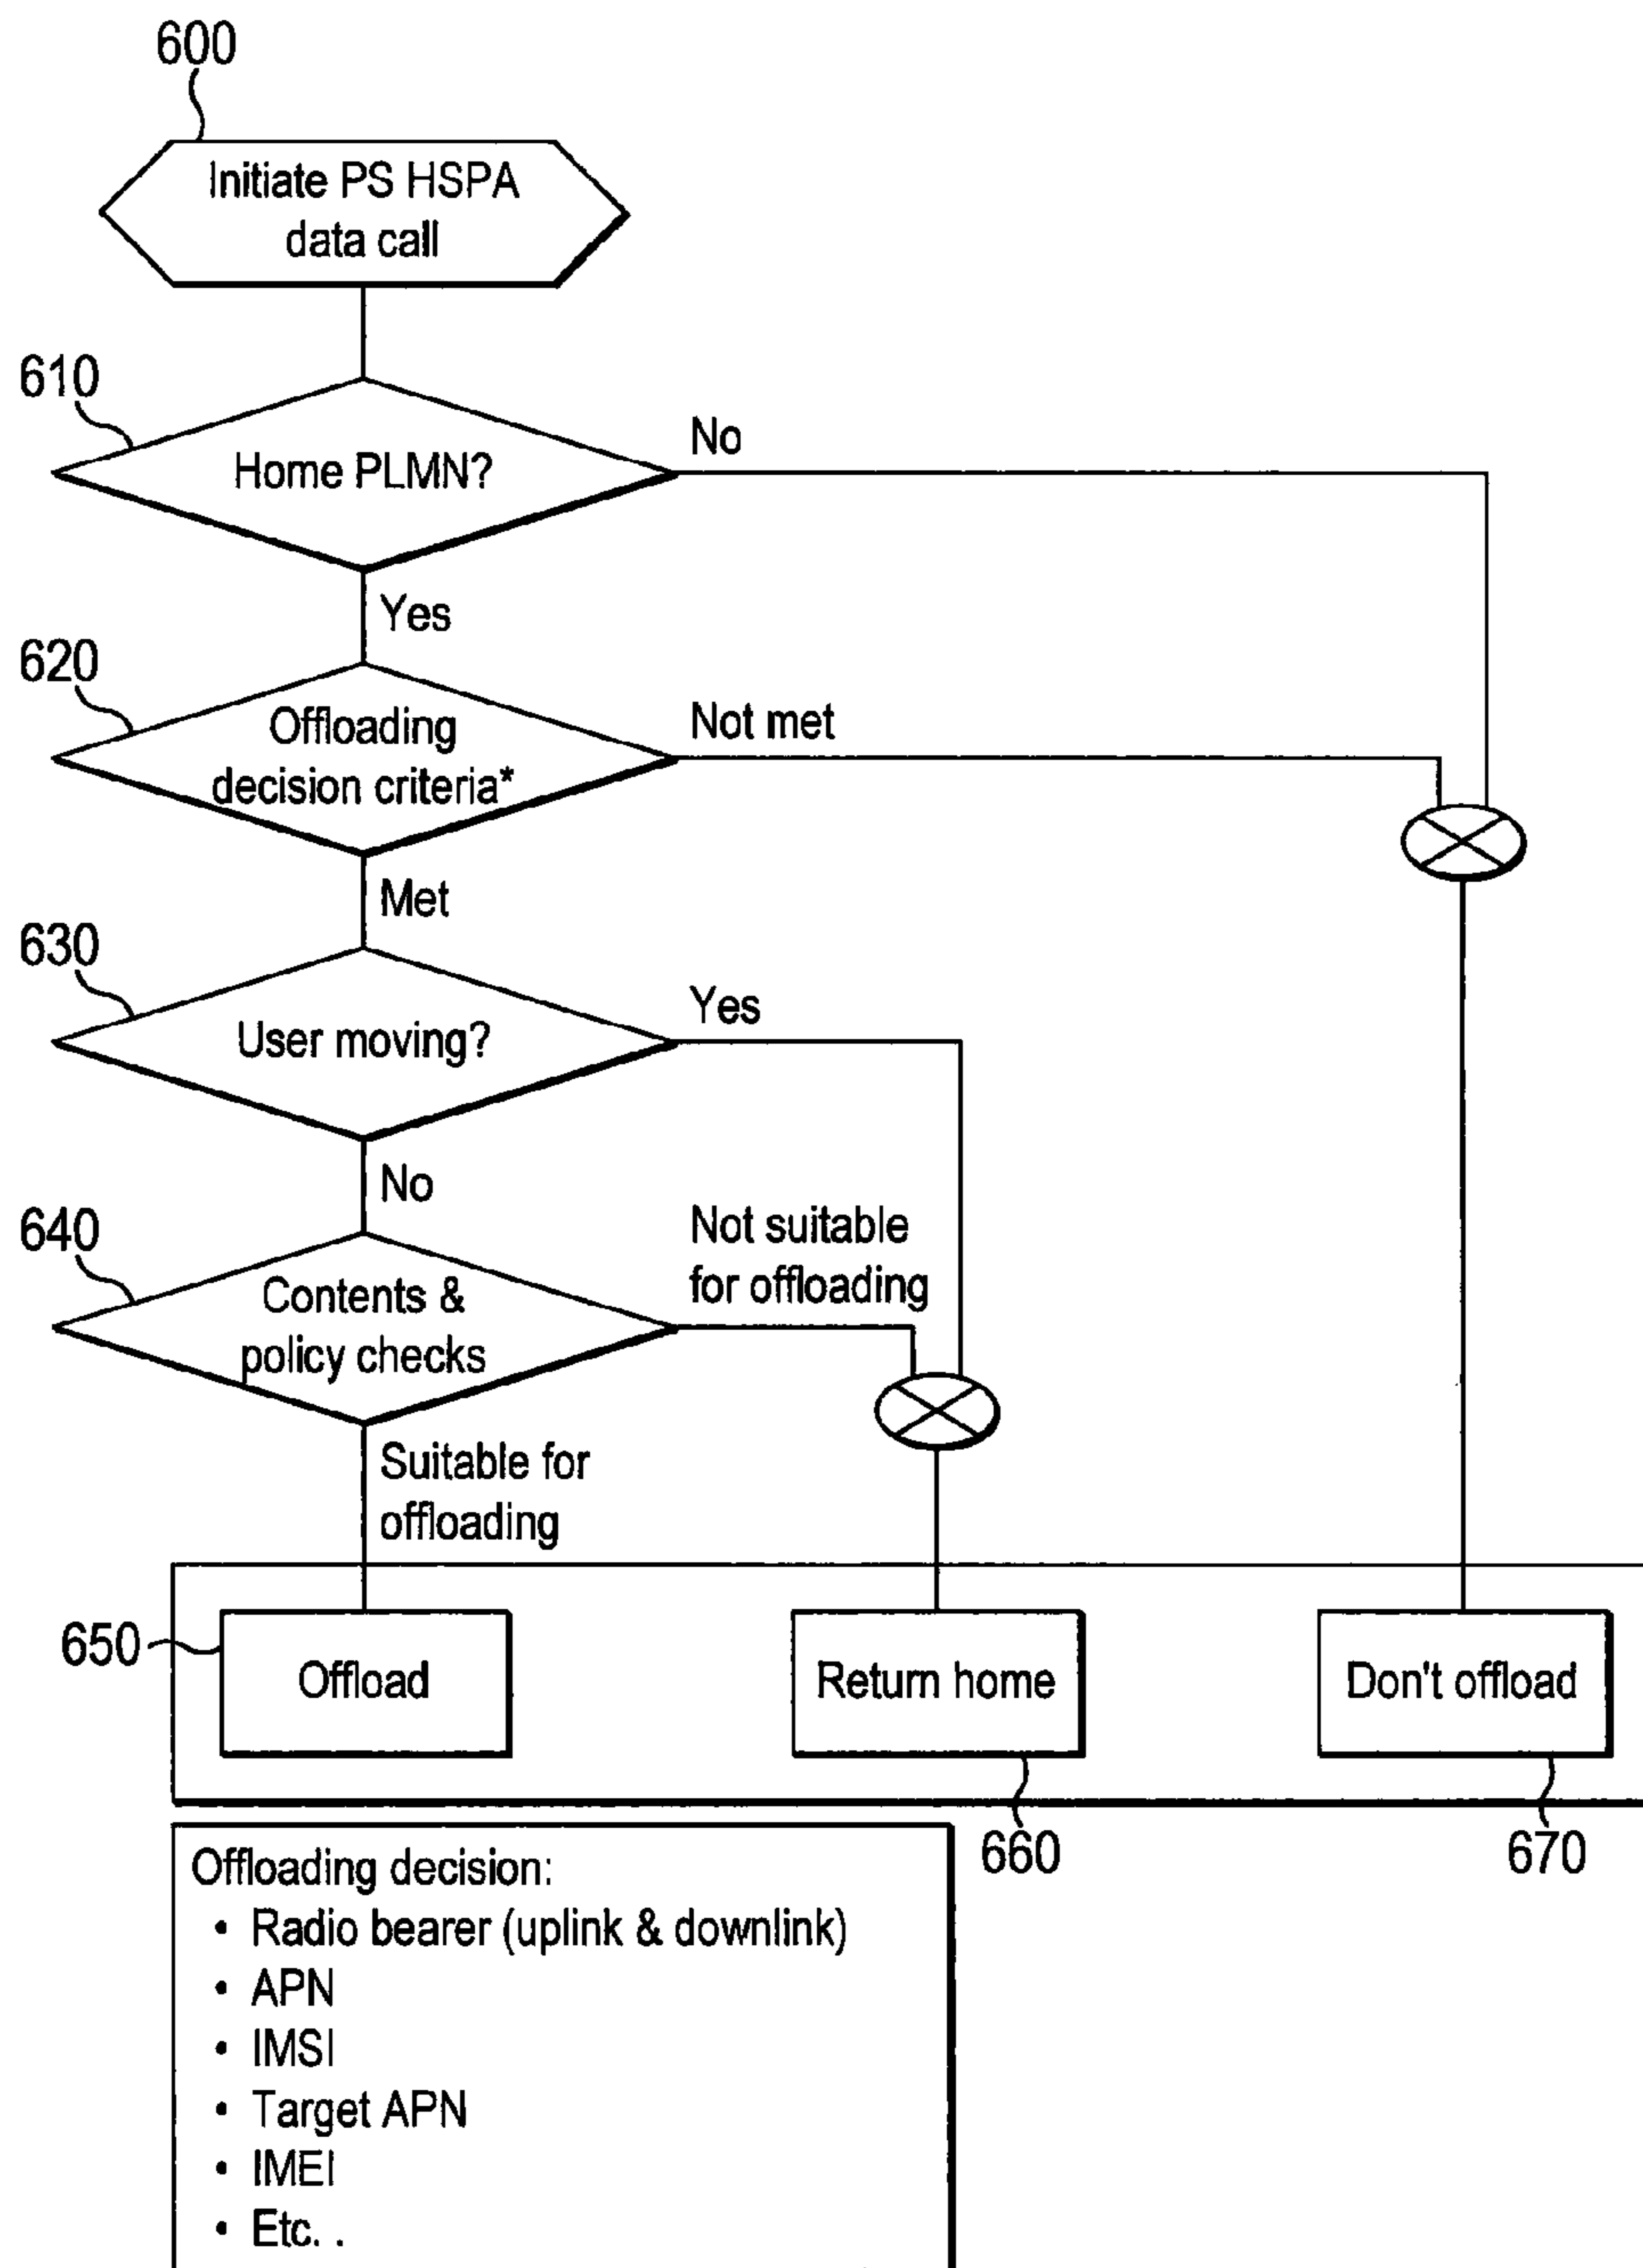 600
Initiate PS HSPA
data call
610
Home PLMN?
No
Yes
620
Offloading
decision criteria*
Not met
Met
630
User moving?
Yes
No
640
Contents &
policy checks
Not suitable
for offloading
Suitable for
offloading
650
Offload
Return home
Don't offload
660
670
Offloading decision:
• Radio bearer (uplink & downlink)
• APN
• IMSI
• Target APN
• IMEI
• Etc. .